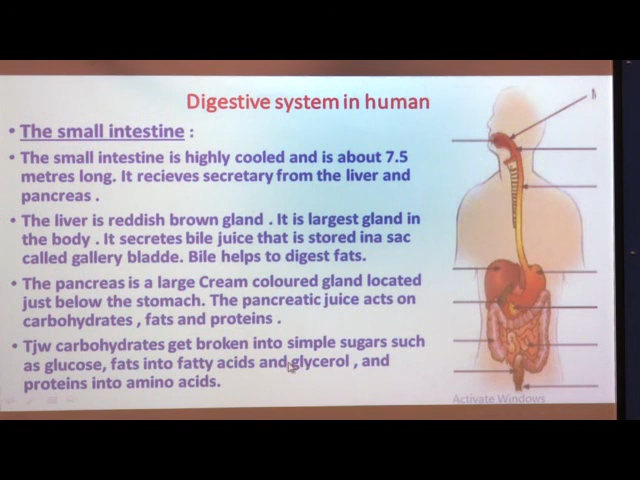 Digestive system in human
• The small intestine :
• The small intestine is highly cooled and is about 7.5
metres long. It recieves secretary from the liver and
pancreas .
• The liver is reddish brown gland . It is largest gland in
the body . It secretes bile juice that is stored ina sac
called gallery bladde. Bile helps to digest fats.
• The pancreas is a large Cream coloured gland located
just below the stomach. The pancreatic juice acts on
carbohydrates , fats and proteins .
• Tjw carbohydrates get broken into simple sugars such
as glucose, fats into fatty acids and glycerol , and
proteins into amino acids.
Activate Windows